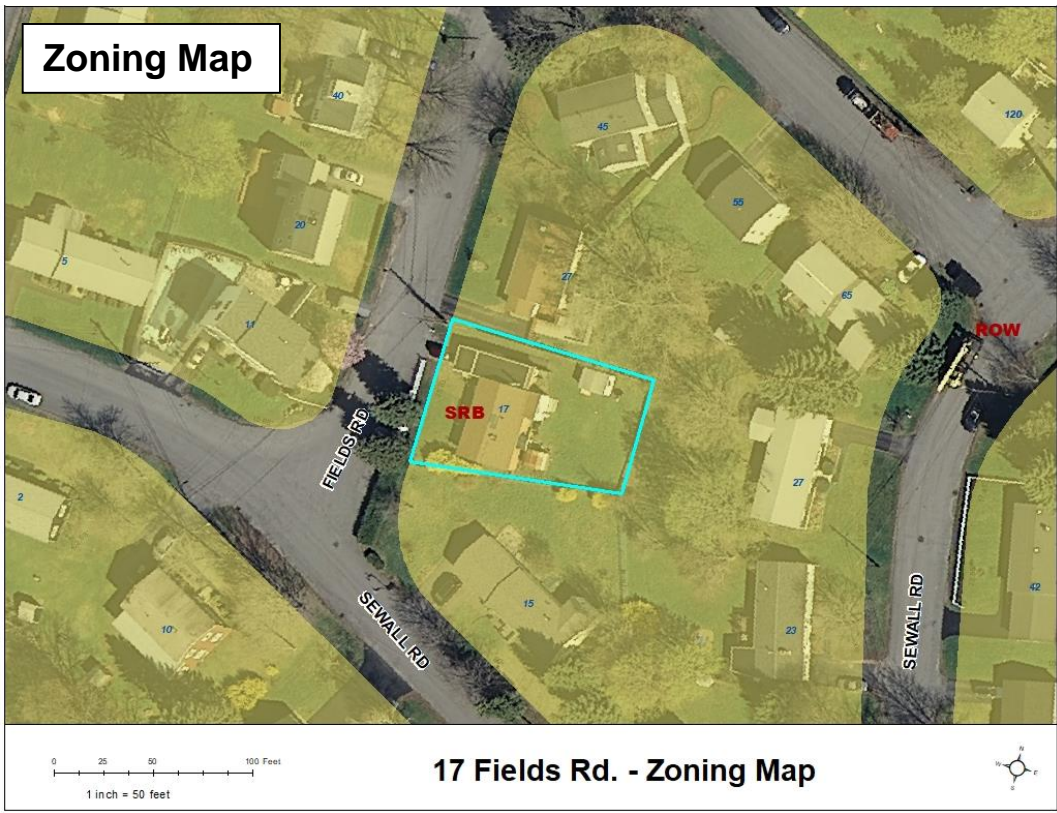 Zoning Map
40
45
120
55
20
5
27
65
11
ROW
SRB
17
FIELDS RD
27
2
42
10
SEWALL RD
15
23
SEWALL RD
0 25 50 100 Feet
1 inch = 50 feet
17 Fields Rd. - Zoning Map
N
W
E
S